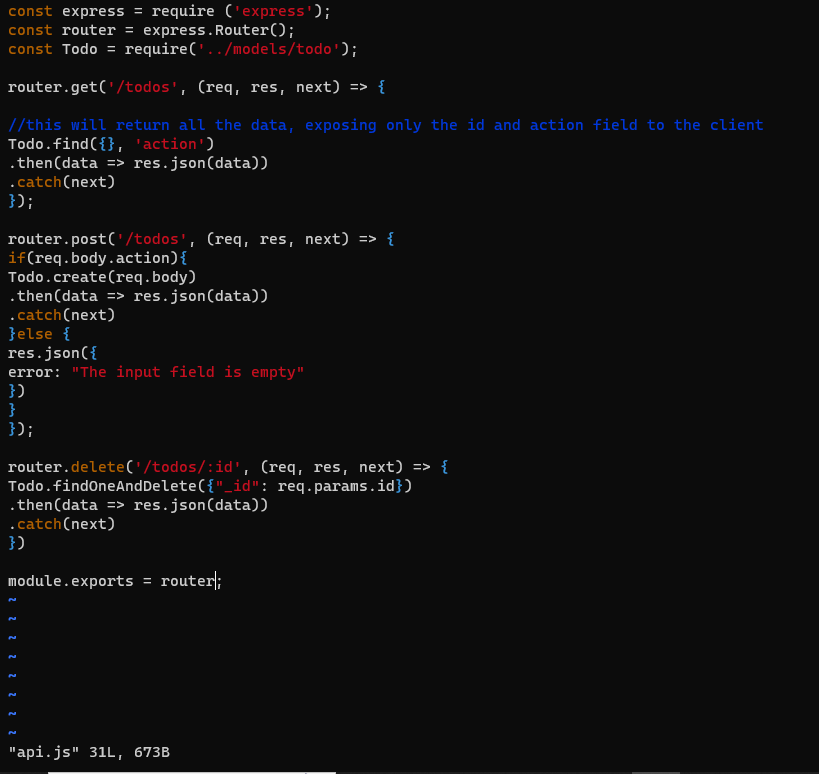 const express = require ('express');
const router = express.Router();
const Todo = require('../models/todo');
router.get('/todos', (req, res, next) => {
//this will return all the data, exposing only the id and action field to the client
Todo.find({}, 'action')
.then(data => res.json(data))
.catch(next)
});
router.post('/todos', (req, res, next) => {
if(req.body.action){
Todo.create(req.body)
.then(data => res.json(data))
.catch(next)
}else {
res.json({
error: "The input field is empty"
})
}
});
router.delete('/todos/:id', (req, res, next) => {
Todo.findOneAndDelete({"_id": req.params.id})
.then(data => res.json(data))
.catch(next)
})
module.exports = router;
~
~
~
~
~
~
~
~
"api.js" 31L, 673B